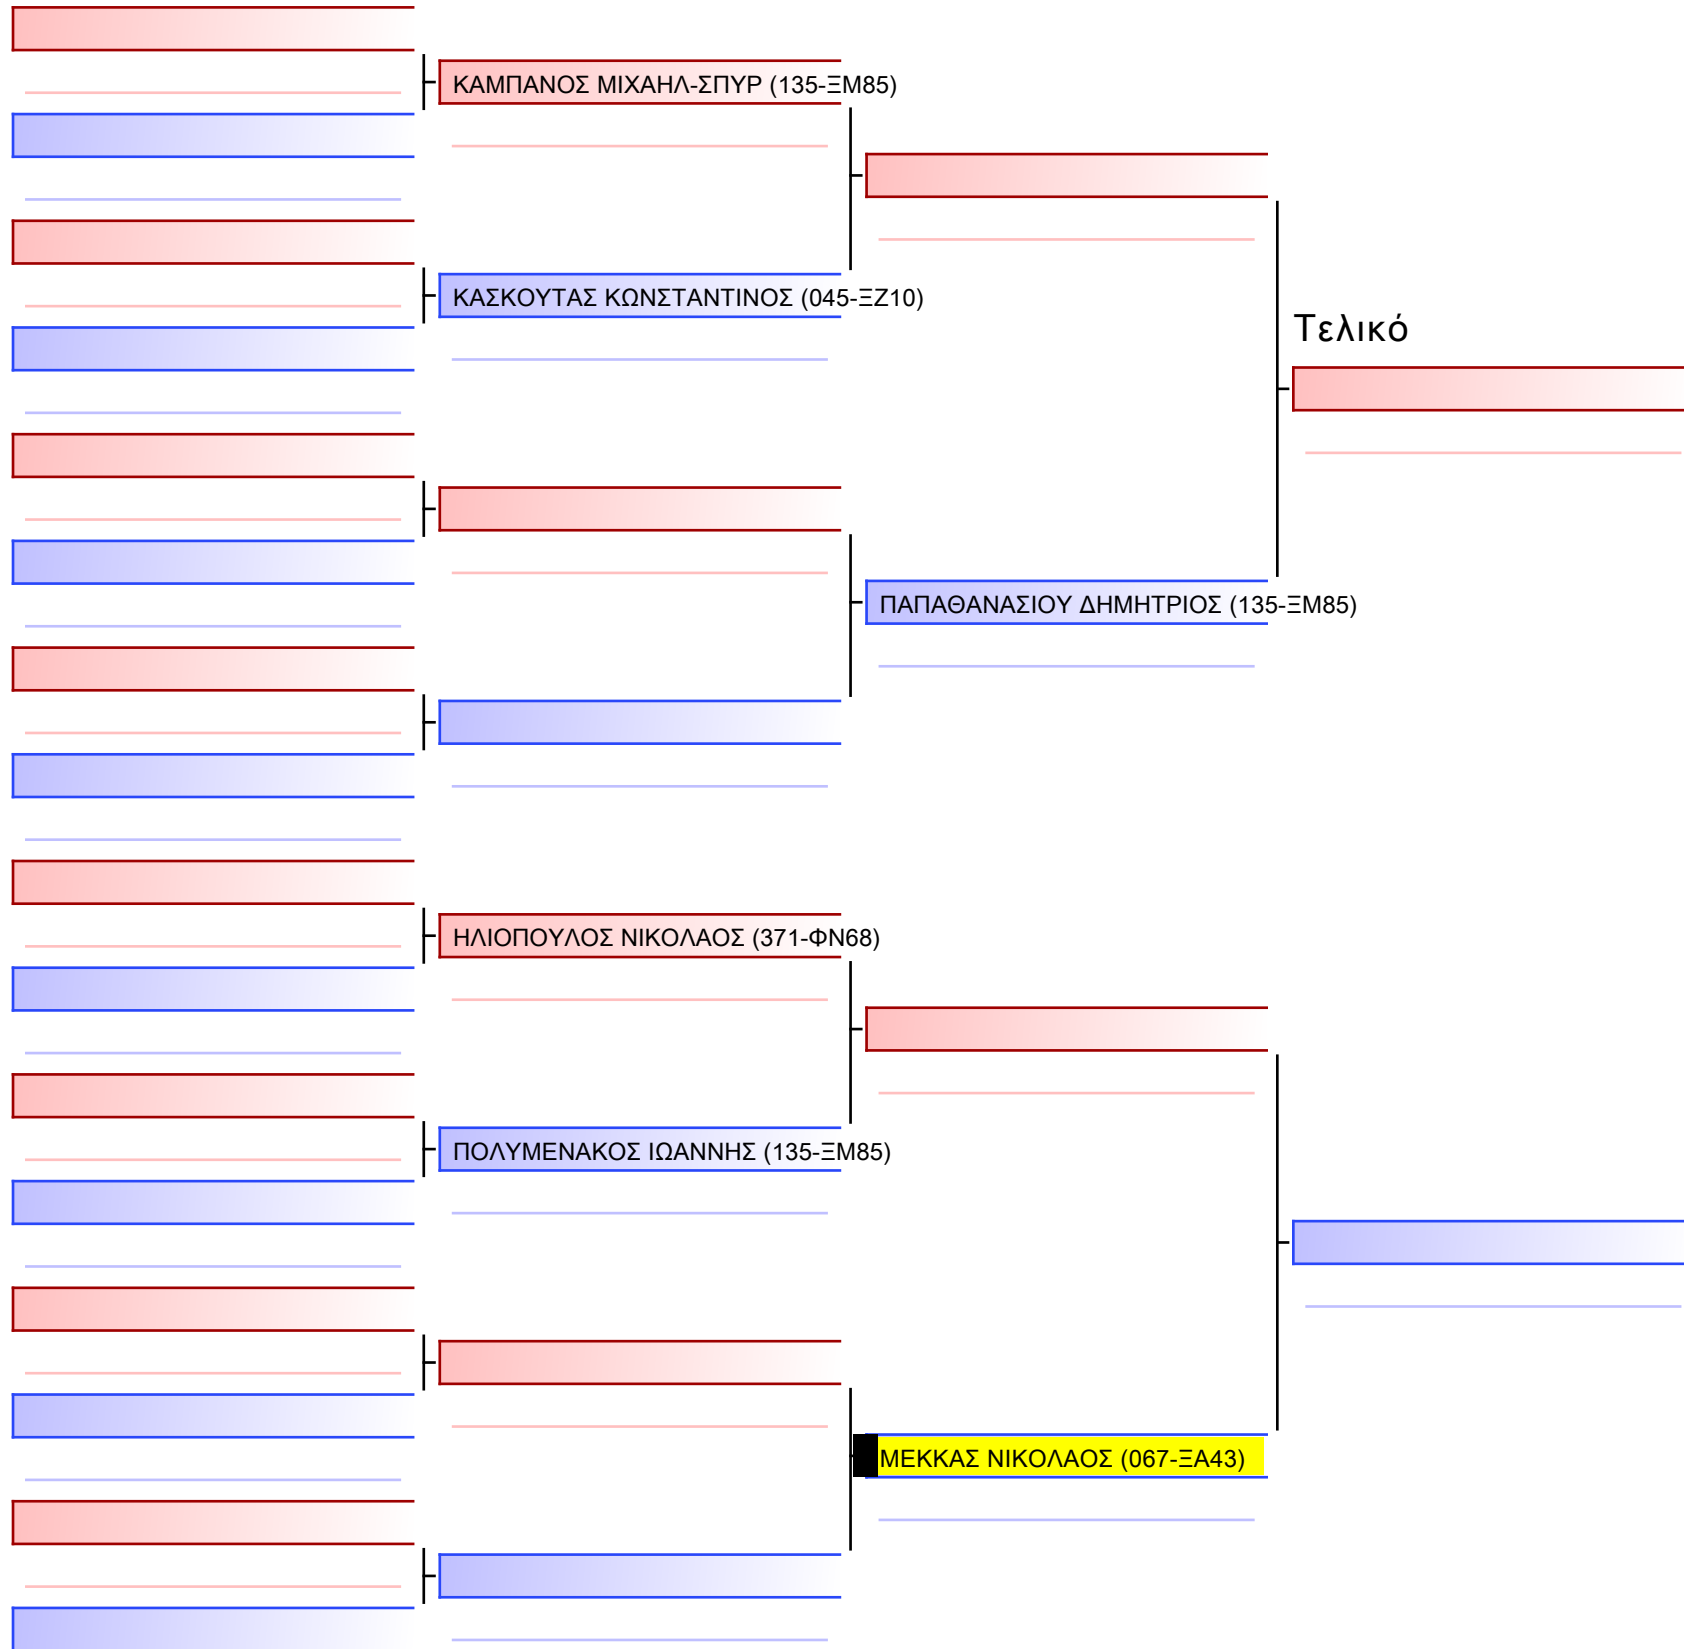 ΚΑΜΠΑΝΟΣ ΜΙΧΑΗΛ-ΣΠΥΡ (135-ΞΜ85)
ΚΑΣΚΟΥΤΑΣ ΚΩΝΣΤΑΝΤΙΝΟΣ (045-ΞΖ10)
Τελικό
ΠΑΠΑΘΑΝΑΣΙΟΥ ΔΗΜΗΤΡΙΟΣ (135-ΞΜ85)
ΗΛΙΟΠΟΥΛΟΣ ΝΙΚΟΛΑΟΣ (371-ΦΝ68)
ΠΟΛΥΜΕΝΑΚΟΣ ΙΩΑΝΝΗΣ (135-ΞΜ85)
ΜΕΚΚΑΣ ΝΙΚΟΛΑΟΣ (067-ΞΑ43)